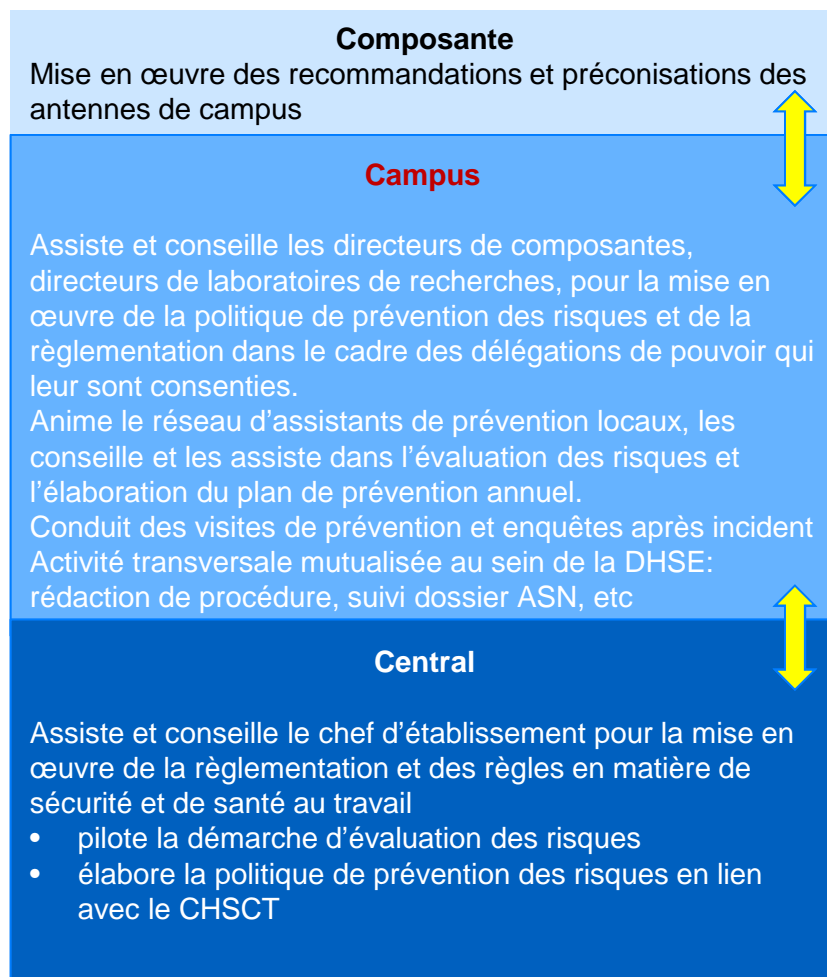 Composante
Mise en œuvre des recommandations et préconisations des
antennes de campus
Campus
Assiste et conseille les directeurs de composantes,
directeurs de laboratoires de recherches, pour la mise en
œuvre de la politique de prévention des risques et de la
règlementation dans le cadre des délégations de pouvoir qui
leur sont consenties.
Anime le réseau d’assistants de prévention locaux, les
conseille et les assiste dans l’évaluation des risques et
l’élaboration du plan de prévention annuel.
Conduit des visites de prévention et enquêtes après incident
Activité transversale mutualisée au sein de la DHSE:
rédaction de procédure, suivi dossier ASN, etc
Central
Assiste et conseille le chef d’établissement pour la mise en
œuvre de la règlementation et des règles en matière de
sécurité et de santé au travail
• pilote la démarche d’évaluation des risques
• élabore la politique de prévention des risques en lien
avec le CHSCT